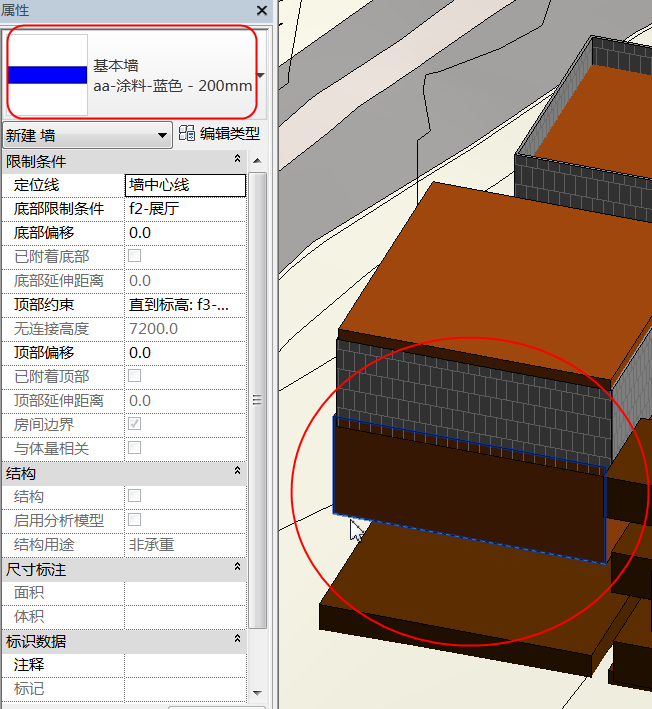 属性
基本墙
aa-涂料-蓝色 - 200mm
新建 墙
编辑类型
限制条件
定位线 墙中心线
底部限制条件 f2-展厅
底部偏移 0.0
已附着底部
底部延伸距离 0.0
顶部约束 直到标高: f3-...
无连接高度 7200.0
顶部偏移 0.0
已附着顶部
顶部延伸距离 0.0
房间边界
与体量相关
结构
结构
启用分析模型
结构用途 非承重
尺寸标注
面积
体积
标识数据
注释
标记